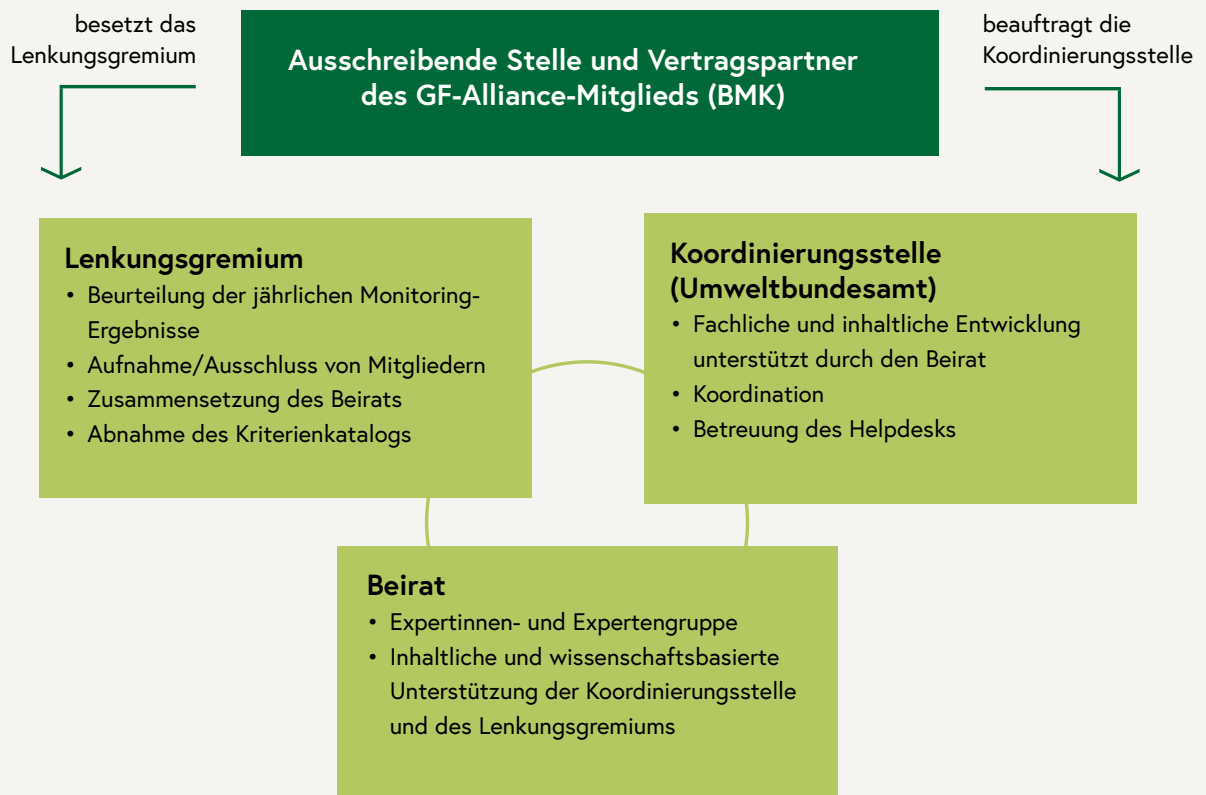 besetzt das
Lenkungsgremium
Ausschreibende Stelle und Vertragspartner
des GF-Alliance-Mitglieds (BMK)
beauftragt die
Koordinierungsstelle
Lenkungsgremium
• Beurteilung der jährlichen Monitoring-
Ergebnisse
• Aufnahme/Ausschluss von Mitgliedern
• Zusammensetzung des Beirats
• Abnahme des Kriterienkatalogs
Koordinierungsstelle
(Umweltbundesamt)
• Fachliche und inhaltliche Entwicklung
unterstützt durch den Beirat
• Koordination
• Betreuung des Helpdesks
Beirat
• Expertinnen- und Expertengruppe
• Inhaltliche und wissenschaftsbasierte
Unterstützung der Koordinierungsstelle
und des Lenkungsgremiums